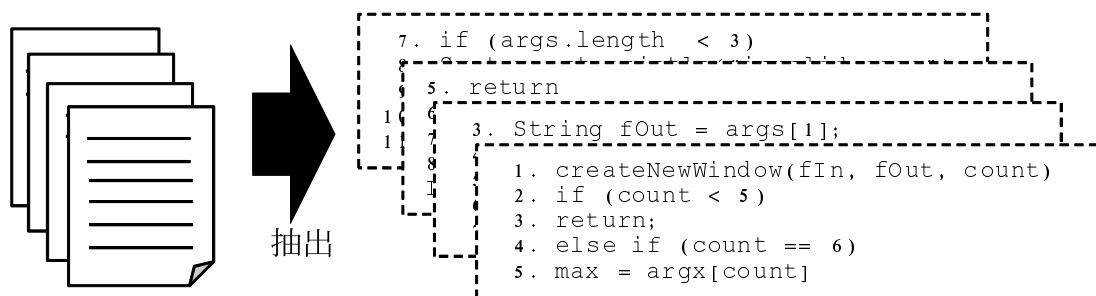 抽出
7. if (args.length < 3)
5. return
3. String fOut = args[1];
1. createNewWindow(fIn, fOut, count)
2. if (count < 5)
3. return;
4. else if (count == 6)
5. max = argx[count]